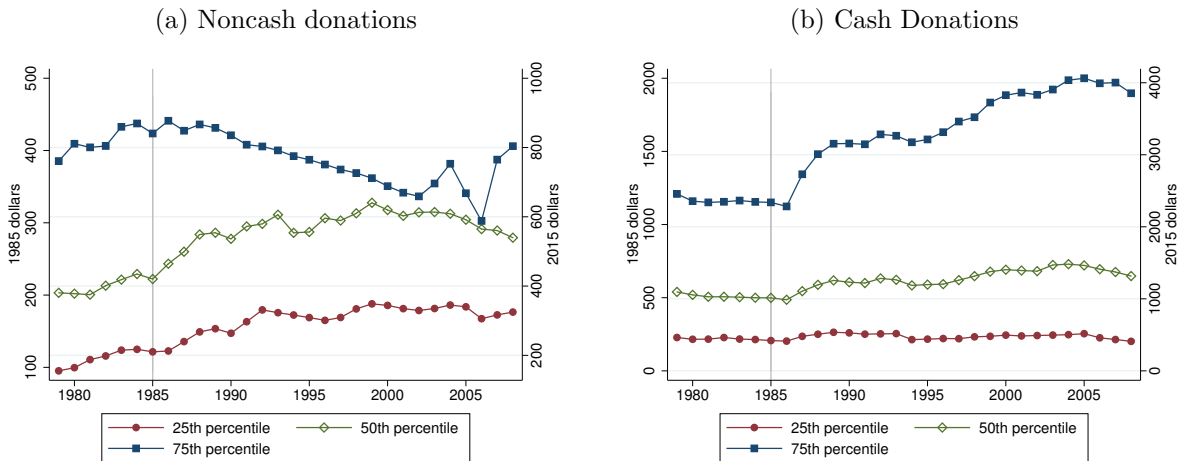 (a) Noncash donations
500
400
300
200
100
1985 dollars
1000
800
600
400
200
2015 dollars
1980 1985 1990 1995 2000 2005
25th percentile 50th percentile
75th percentile
(b) Cash Donations
2000
1500
1000
500
0
1985 dollars
4000
3000
2000
1000
0
2015 dollars
1980 1985 1990 1995 2000 2005
25th percentile 50th percentile
75th percentile